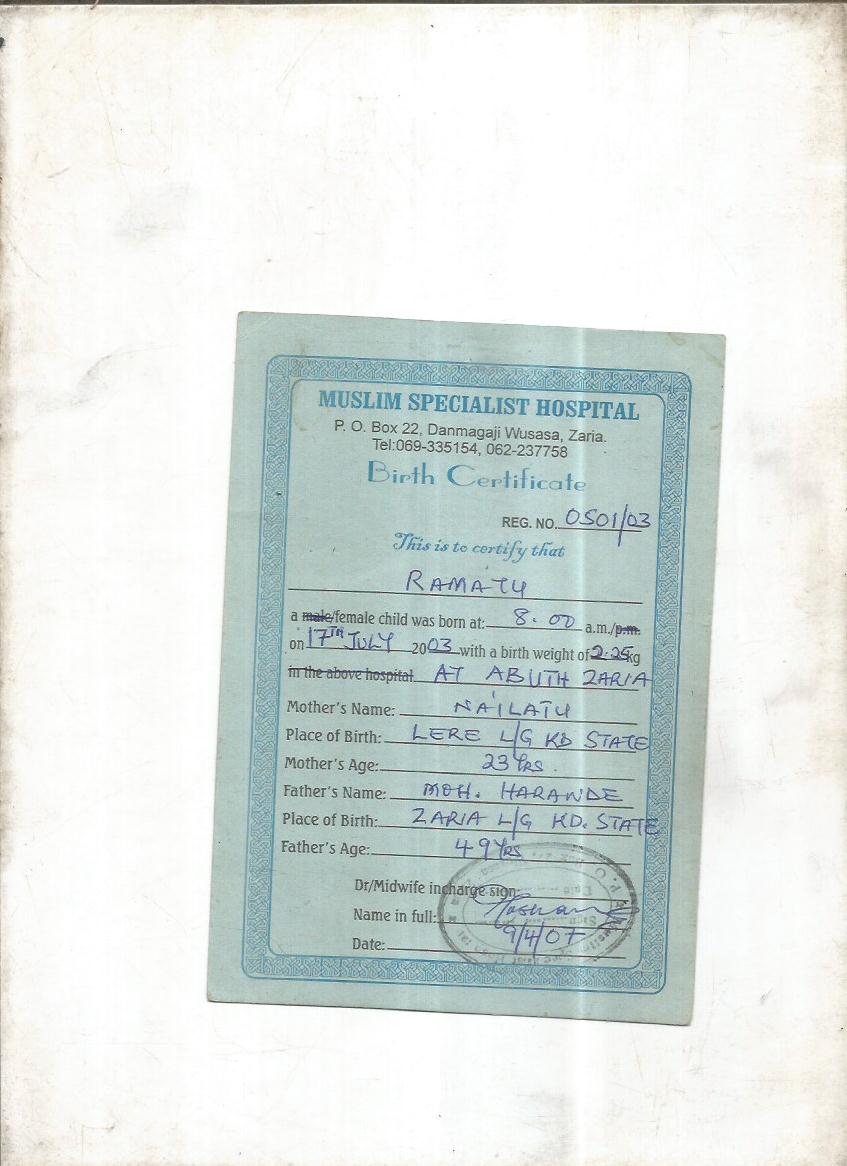 MUSLIM SPECIALIST HOSPITAL
P. O. Box 22, Danmagaji Wusasa, Zaria.
Tel:069-335154, 062-237758
Birth Certificate
REG. NO. 0501/03
This is to certify that
RAMATU
a male/female child was born at: 8.00 a.m./p.m.
on 17TH JULY 2003 with a birth weight of 2.25kg
in the above hospital AT ABUTH ZARIA
Mother's Name: NAILATU
Place of Birth: LERE L/G KD STATE
Mother's Age: 23 YRS.
Father's Name: MOH. HARANDE
Place of Birth: ZARIA L/G KD. STATE
Father's Age: 49 YRS
Dr/Midwife incharge sign
Name in full:
Date: 9/4/07